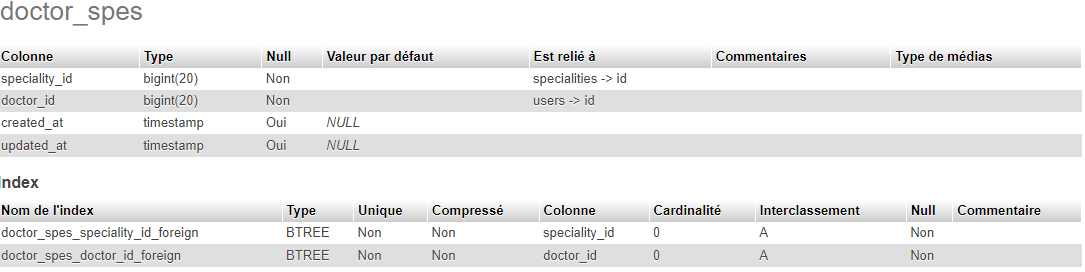 doctor_spes
Colonne Type Null Valeur par défaut Est relié à Commentaires Type de médias
speciality_id bigint(20) Non specialities -> id
doctor_id bigint(20) Non users -> id
created_at timestamp Oui NULL
updated_at timestamp Oui NULL
Index
Nom de l'index Type Unique Compressé Colonne Cardinalité Interclassement Null Commentaire
doctor_spes_speciality_id_foreign BTREE Non Non speciality_id 0 A Non
doctor_spes_doctor_id_foreign BTREE Non Non doctor_id 0 A Non